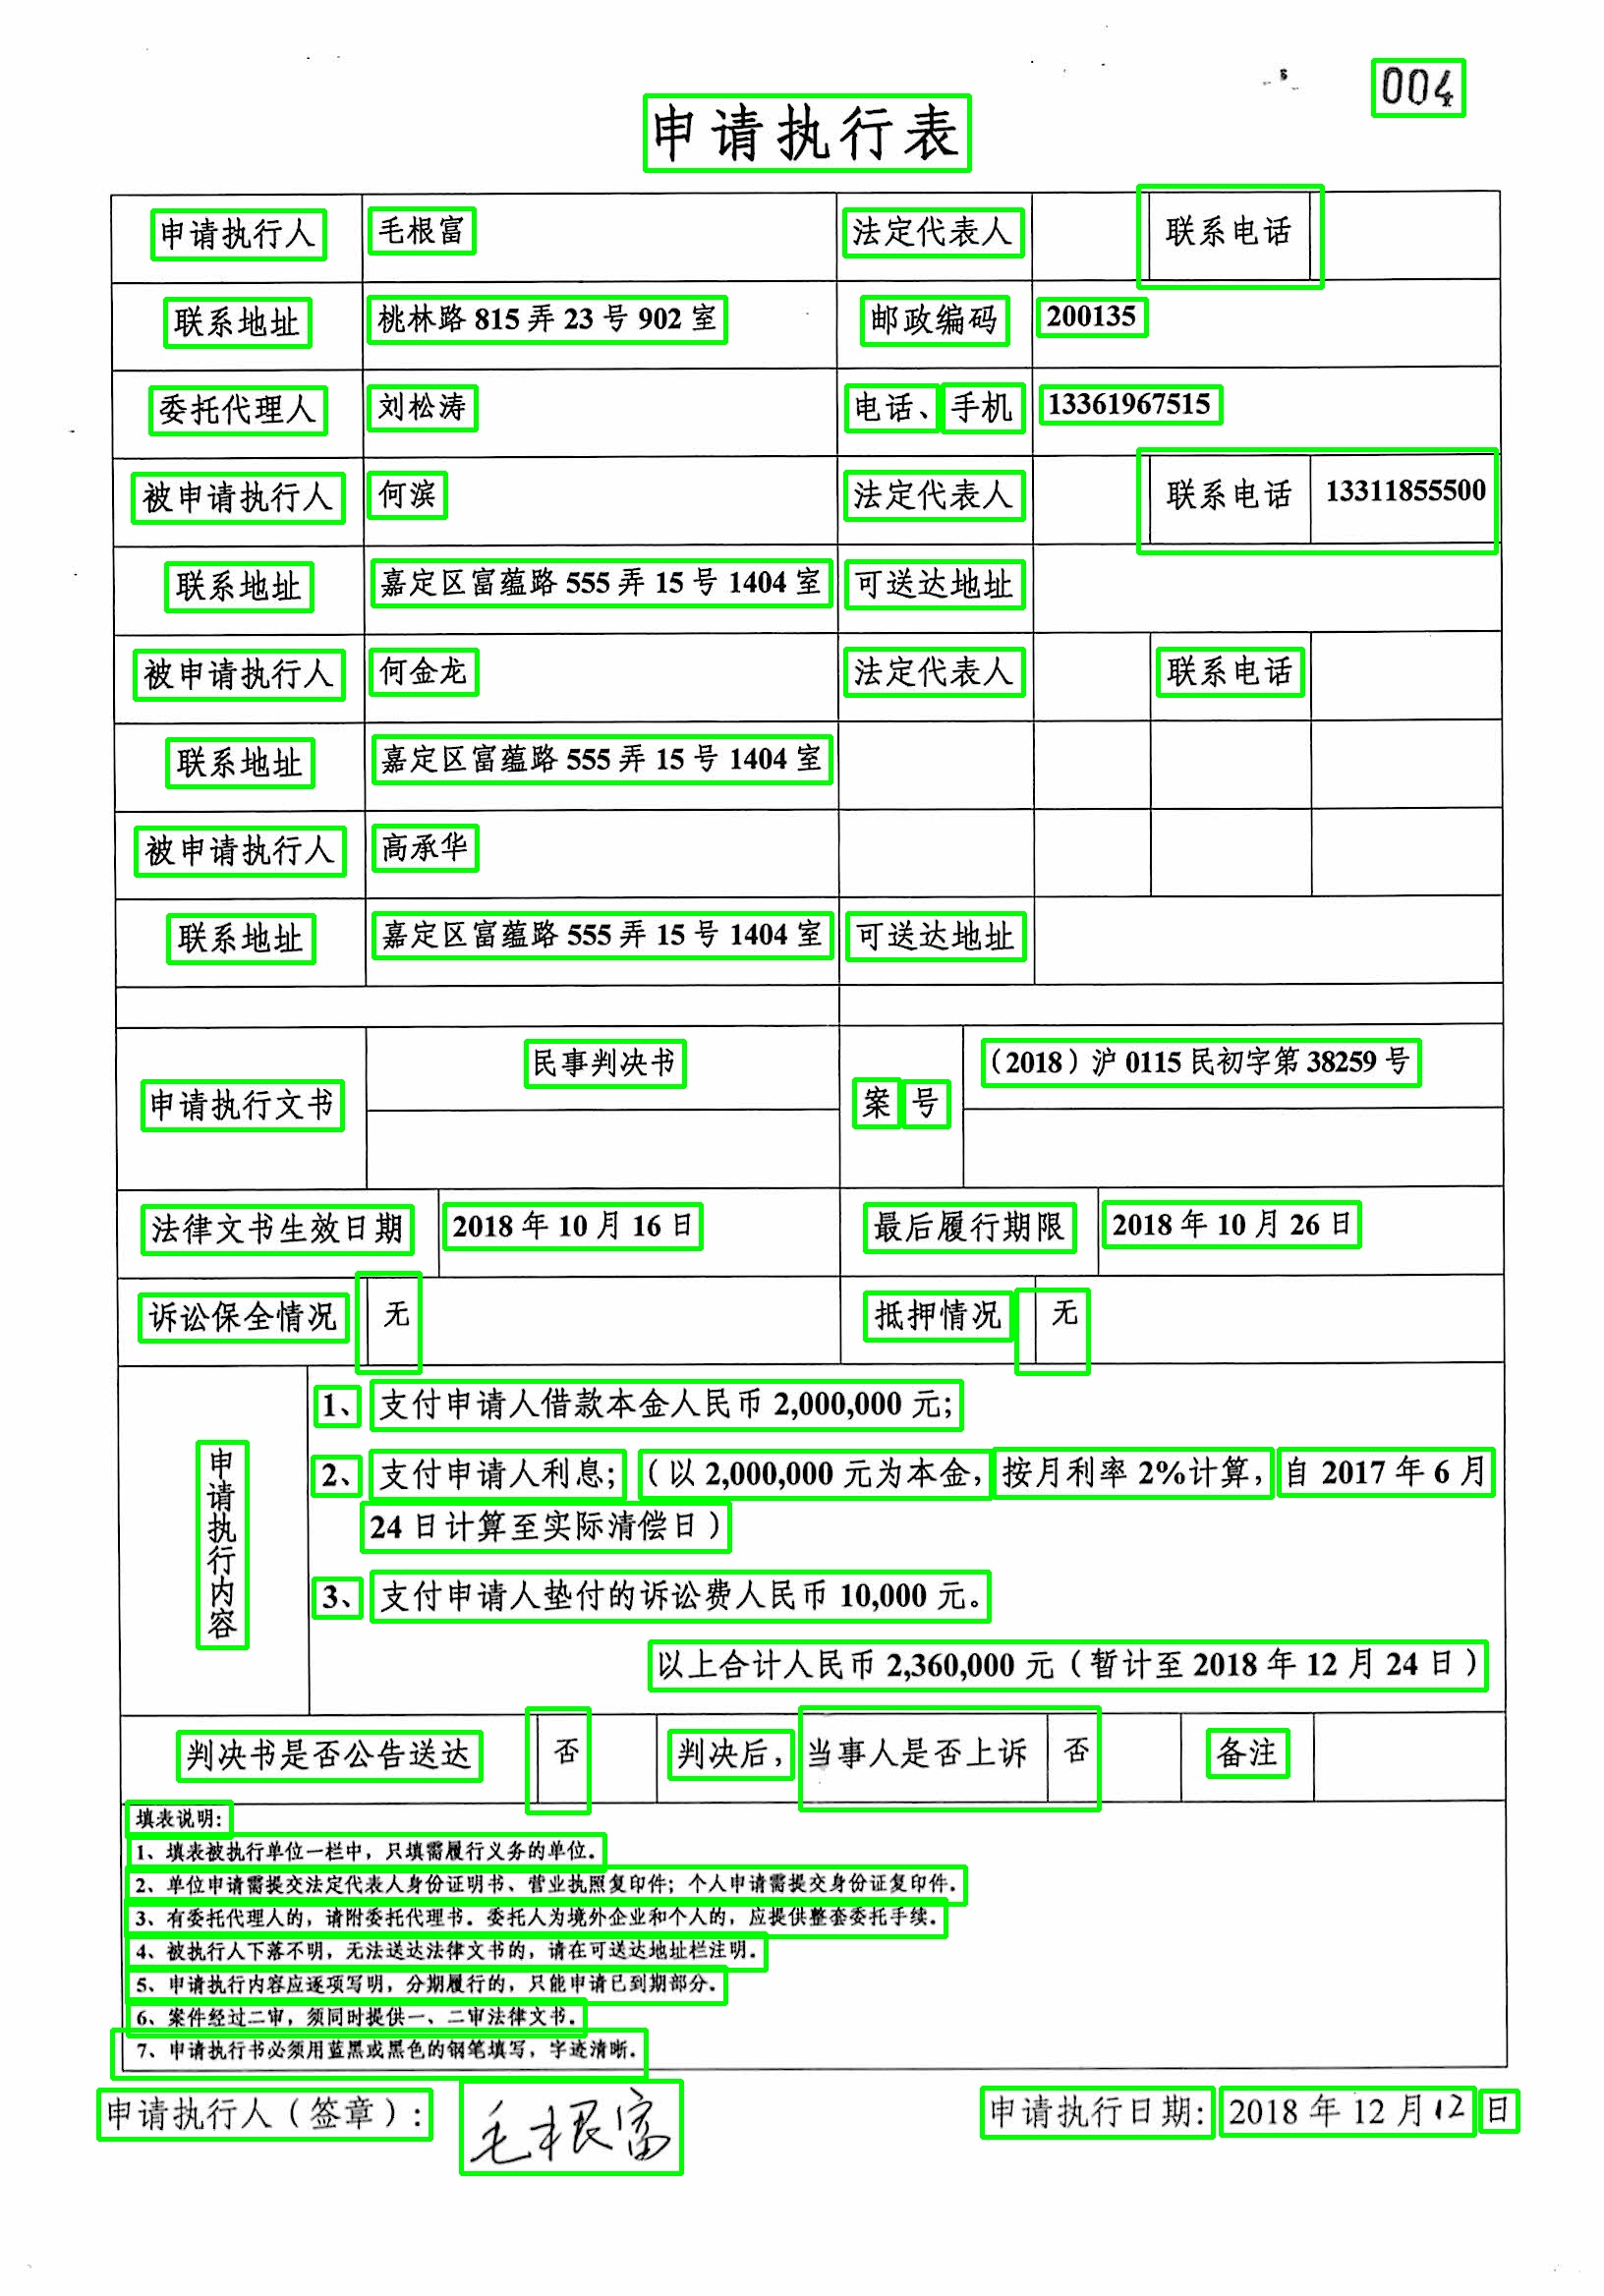 004
申请执行表
申请执行人 毛根富 法定代表人 联系电话
联系地址 桃林路 815 弄 23 号 902 室 邮政编码 200135
委托代理人 刘松涛 电话、手机 13361967515
被申请执行人 何滨 法定代表人 联系电话 13311855500
联系地址 嘉定区富蕴路 555 弄 15 号 1404 室 可送达地址
被申请执行人 何金龙 法定代表人 联系电话
联系地址 嘉定区富蕴路 555 弄 15 号 1404 室
被申请执行人 高承华
联系地址 嘉定区富蕴路 555 弄 15 号 1404 室 可送达地址
申请执行文书 民事判决书 案 号 (2018)沪 0115 民初字第 38259 号
法律文书生效日期 2018 年 10 月 16 日 最后履行期限 2018 年 10 月 26 日
诉讼保全情况 无 抵押情况 无
申请执行内容
1、 支付申请人借款本金人民币 2,000,000 元;
2、 支付申请人利息;(以 2,000,000 元为本金,按月利率 2%计算,自 2017 年 6 月
24 日计算至实际清偿日)
3、 支付申请人垫付的诉讼费人民币 10,000 元。
以上合计人民币 2,360,000 元(暂计至 2018 年 12 月 24 日)
判决书是否公告送达 否 判决后,当事人是否上诉 否 备注
填表说明:
1、填表被执行单位一栏中,只填需履行义务的单位。
2、单位申请需提交法定代表人身份证明书、营业执照复印件;个人申请需提交身份证复印件。
3、有委托代理人的,请附委托代理书。委托人为境外企业和个人的,应提供整套委托手续。
4、被执行人下落不明,无法送达法律文书的,请在可送达地址栏注明。
5、申请执行内容应逐项写明,分期履行的,只能申请已到期部分。
6、案件经过二审,须同时提供一、二审法律文书。
7、申请执行书必须用蓝黑或黑色的钢笔填写,字迹清晰。
申请执行人(签章): 毛根富 申请执行日期: 2018 年 12 月 12 日